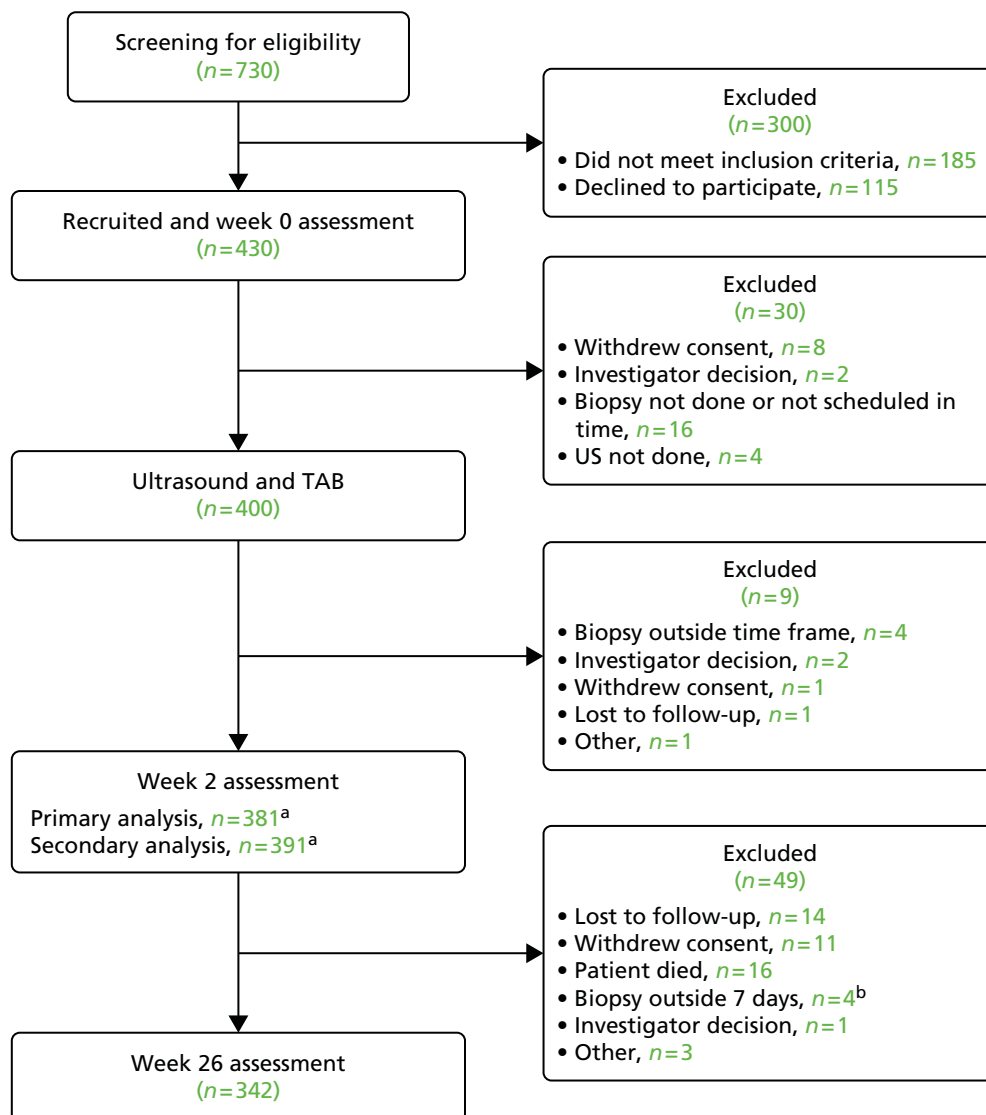 Screening for eligibility
(n=730)
Excluded
(n=300)
• Did not meet inclusion criteria, n=185
• Declined to participate, n=115
Recruited and week 0 assessment
(n=430)
Excluded
(n=30)
• Withdrew consent, n=8
• Investigator decision, n=2
• Biopsy not done or not scheduled in
time, n=16
• US not done, n=4
Ultrasound and TAB
(n=400)
Excluded
(n=9)
• Biopsy outside time frame, n=4
• Investigator decision, n=2
• Withdrew consent, n=1
• Lost to follow-up, n=1
• Other, n=1
Week 2 assessment
Primary analysis, n=381a
Secondary analysis, n=391a
Excluded
(n=49)
• Lost to follow-up, n=14
• Withdrew consent, n=11
• Patient died, n=16
• Biopsy outside 7 days, n=4b
• Investigator decision, n=1
• Other, n=3
Week 26 assessment
(n=342)